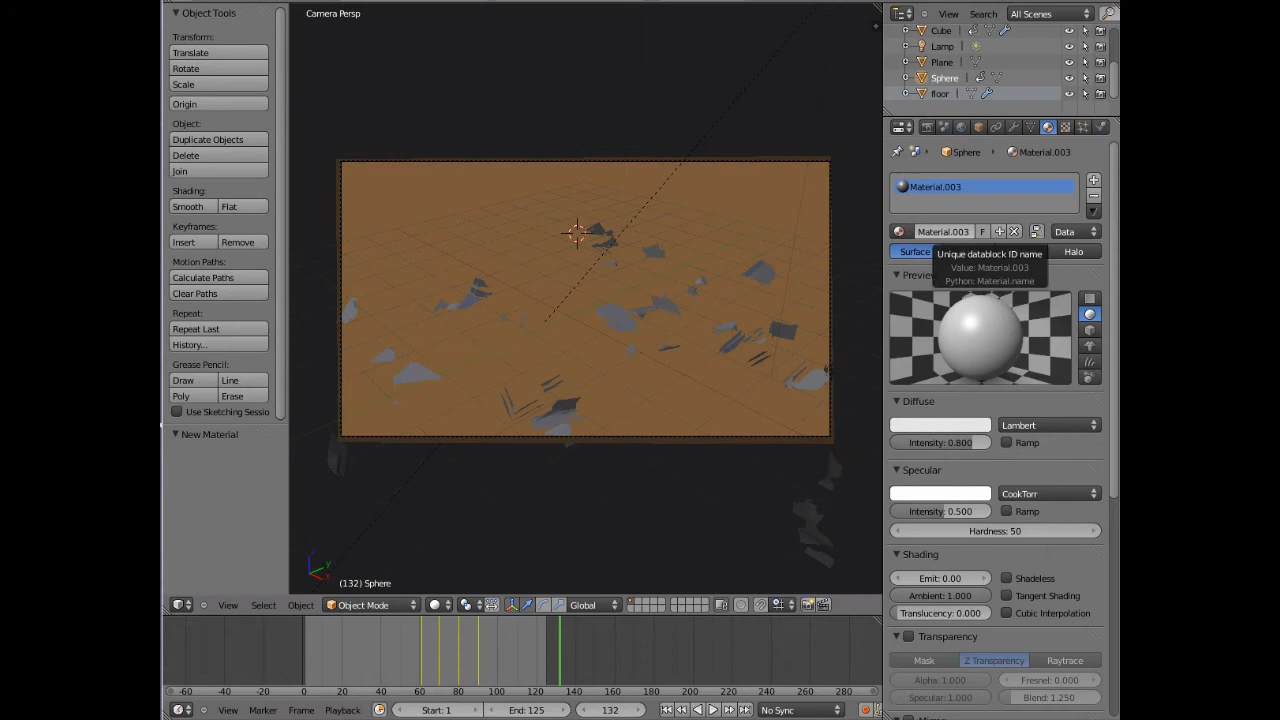 Object Tools
Transform:
Translate
Rotate
Scale
Origin
Object:
Duplicate Objects
Delete
Join
Shading:
Smooth Flat
Keyframes:
Insert Remove
Motion Paths:
Calculate Paths
Clear Paths
Repeat:
Repeat Last
History...
Grease Pencil:
Draw Line
Poly Erase
Use Sketching Sessio
New Material
Camera Persp
(132) Sphere
View Select Object Object Mode Global
-60 -40 -20 0 20 40 60 80 100 120 140 160 180 200 220 240 260 280
View Marker Frame Playback Start: 1 End: 125 132 No Sync
View Search All Scenes
Cube
Lamp
Plane
Sphere
floor
Sphere Material.003
Material.003
Material.003 F Data
Surface Halo
Unique datablock ID name
Value: Material.003
Python: Material.name
Preview
Diffuse
Lambert
Intensity: 0.800 Ramp
Specular
CookTorr
Intensity: 0.500 Ramp
Hardness: 50
Shading
Emit: 0.00 Shadeless
Ambient: 1.000 Tangent Shading
Translucency: 0.000 Cubic Interpolation
Transparency
Mask Z Transparency Raytrace
Alpha: 1.000 Fresnel: 0.000
Specular: 1.000 Blend: 1.250